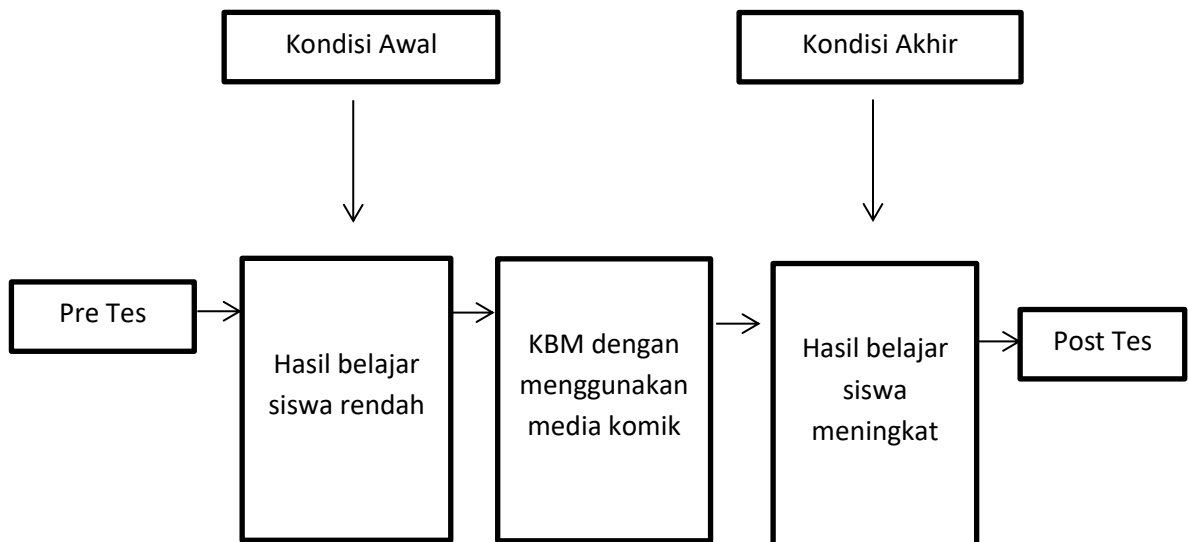 Kondisi Awal
Kondisi Akhir
Pre Tes
Hasil belajar
siswa rendah
KBM dengan
menggunakan
media komik
Hasil belajar
siswa
meningkat
Post Tes